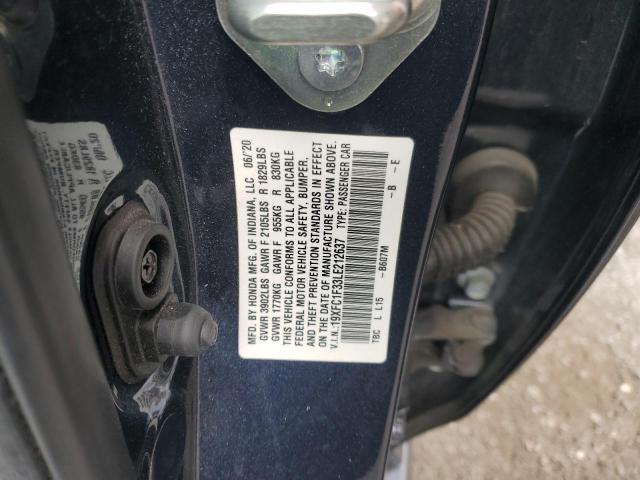 MFD. BY HONDA MFG. OF INDIANA, LLC 06/20
GVWR 3902LBS GAWR F 2105LBS R 1829LBS
GVWR 1770KG GAWR F 955KG R 830KG
THIS VEHICLE CONFORMS TO ALL APPLICABLE
FEDERAL MOTOR VEHICLE SAFETY, BUMPER,
AND THEFT PREVENTION STANDARDS IN EFFECT
ON THE DATE OF MANUFACTURE SHOWN ABOVE.
V.I.N.:19XFC1F33LE212637 TYPE: PASSENGER CAR
TBC L L15 - B607M - B - E